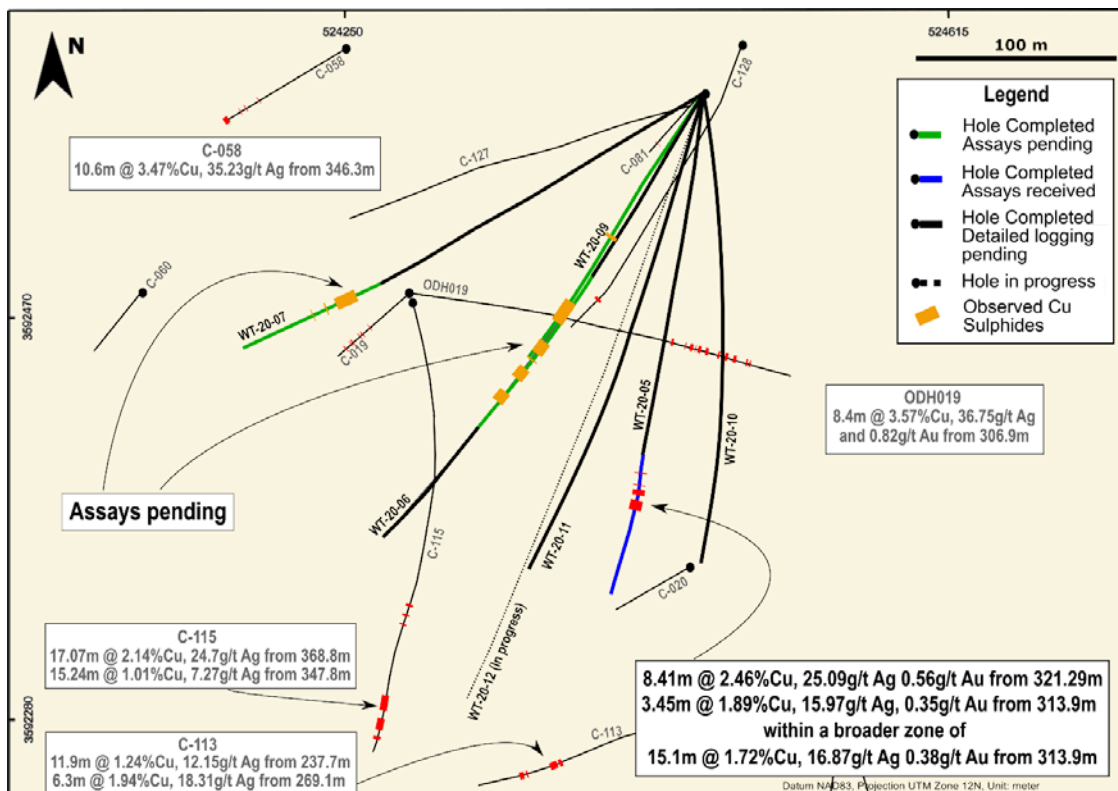 524250
524615
100 m
N
C-058
C-128
Legend
Hole Completed
Assays pending
Hole Completed
Assays received
Hole Completed
Detailed logging
pending
Hole in progress
Observed Cu
Sulphides
C-058
10.6m @ 3.47%Cu, 35.23g/t Ag from 346.3m
C-127
C-081
WT-20-09
C-060
ODH019
3592470
WT-20-07
C-019
WT-20-05
WT-20-10
ODH019
8.4m @ 3.57%Cu, 36.75g/t Ag
and 0.82g/t Au from 306.9m
Assays pending
WT-20-06
C-115
WT-20-11
C-020
WT-20-12 (in progress)
C-115
17.07m @ 2.14%Cu, 24.7g/t Ag from 368.8m
15.24m @ 1.01%Cu, 7.27g/t Ag from 347.8m
8.41m @ 2.46%Cu, 25.09g/t Ag 0.56g/t Au from 321.29m
3.45m @ 1.89%Cu, 15.97g/t Ag, 0.35g/t Au from 313.9m
within a broader zone of
15.1m @ 1.72%Cu, 16.87g/t Ag 0.38g/t Au from 313.9m
3592280
C-113
11.9m @ 1.24%Cu, 12.15g/t Ag from 237.7m
6.3m @ 1.94%Cu, 18.31g/t Ag from 269.1m
C-113
Datum NAD83, Projection UTM Zone 12N, Unit: meter